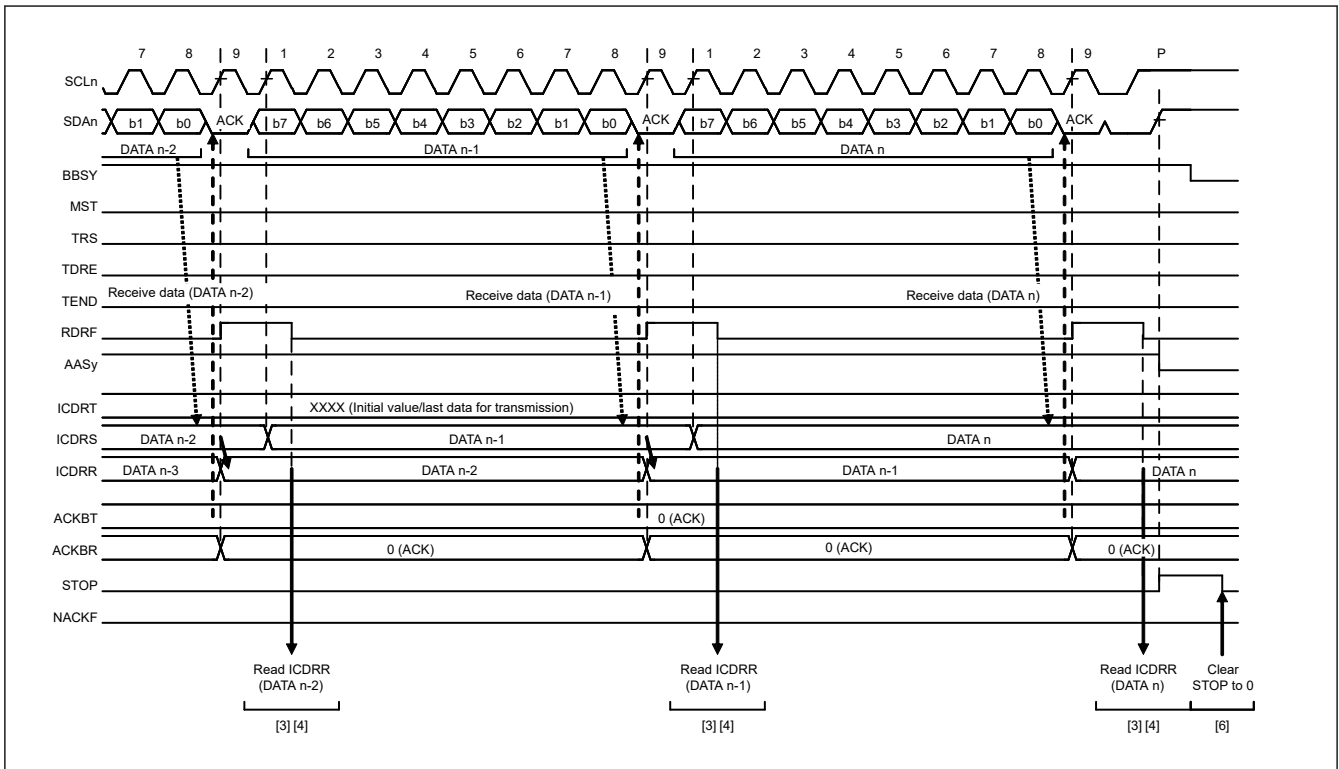 7 8 9 1 2 3 4 5 6 7 8 9 1 2 3 4 5 6 7 8 9 P
SCLn
SDAn b1 b0 ACK b7 b6 b5 b4 b3 b2 b1 b0 ACK b7 b6 b5 b4 b3 b2 b1 b0 ACK
DATA n-2 DATA n-1 DATA n
BBSY
MST
TRS
TDRE
Receive data (DATA n-2) Receive data (DATA n-1) Receive data (DATA n)
TEND
RDRF
AASy
ICDRT XXXX (Initial value/last data for transmission)
ICDRS DATA n-2 DATA n-1 DATA n
ICDRR DATA n-3 DATA n-2 DATA n-1 DATA n
ACKBT 0 (ACK)
ACKBR 0 (ACK) 0 (ACK) 0 (ACK)
STOP
NACKF
Read ICDRR Read ICDRR Read ICDRR Clear
(DATA n-2) (DATA n-1) (DATA n) STOP to 0
[3] [4] [3] [4] [3] [4] [6]